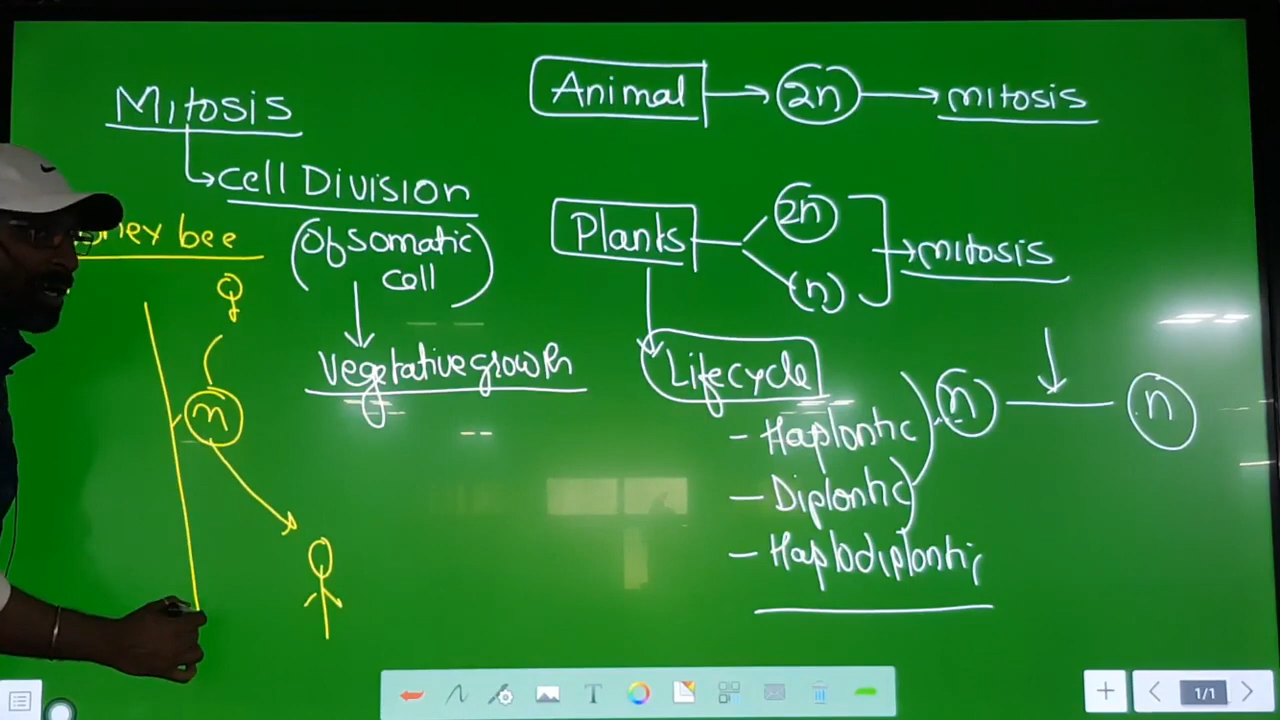 Mitosis
Cell Division
(Of somatic
cell)
Vegetative growth
bee
♀
n
Animal → 2n → mitosis
Plants
2n
(n)
mitosis
Lifecycle
- Haplontic
- Diplontic
- Haplodiplontic
n
n
1/1